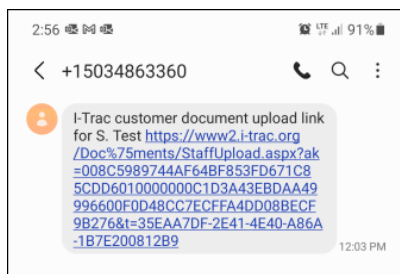 2:56 LTE 91%
+15034863360
I-Trac customer document upload link
for S. Test https://www2.i-trac.org
/Doc%75ments/StaffUpload.aspx?ak
=008C5989744AF64BF853FD671C8
5CDD6010000000C1D3A43EBDAA49
996600F0D48CC7ECFFA4DD08BECF
9B276&t=35EAA7DF-2E41-4E40-A86A
-1B7E200812B9
12:03 PM